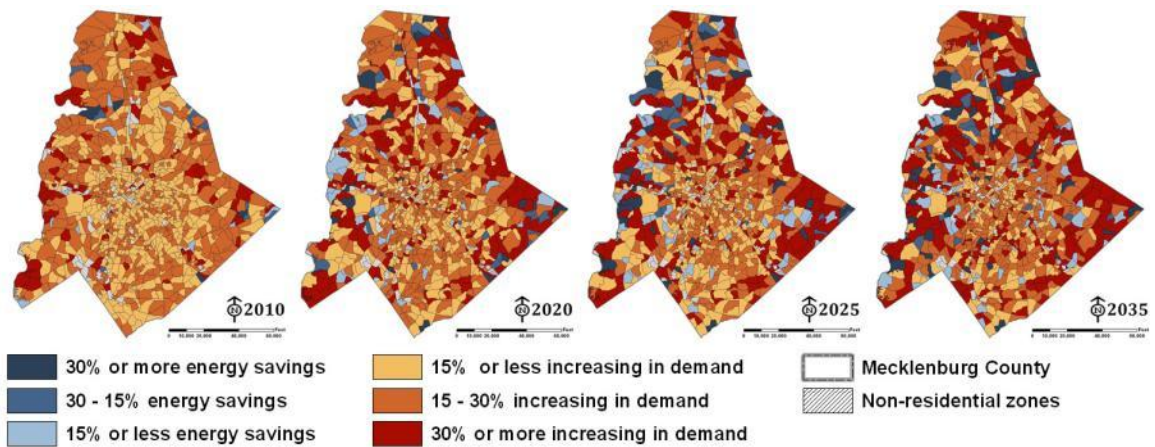 N 2010
N 2020
N 2025
N 2035
30% or more energy savings
30 - 15% energy savings
15% or less energy savings
15% or less increasing in demand
15 - 30% increasing in demand
30% or more increasing in demand
Mecklenburg County
Non-residential zones